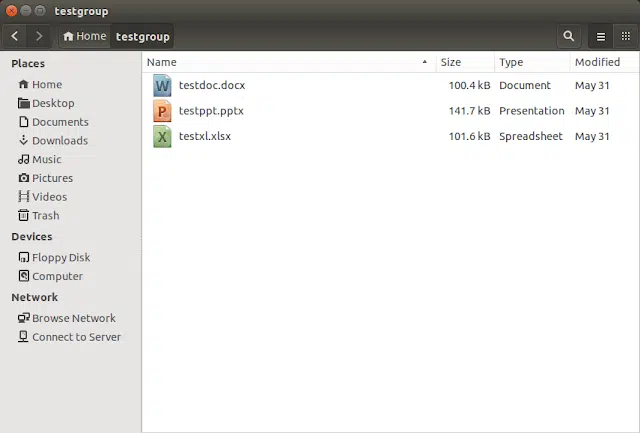 testgroup
Home testgroup
Places
Home
Desktop
Documents
Downloads
Music
Pictures
Videos
Trash
Devices
Floppy Disk
Computer
Network
Browse Network
Connect to Server
Name Size Type Modified
W testdoc.docx 100.4 kB Document May 31
P testppt.pptx 141.7 kB Presentation May 31
X testxl.xlsx 101.6 kB Spreadsheet May 31